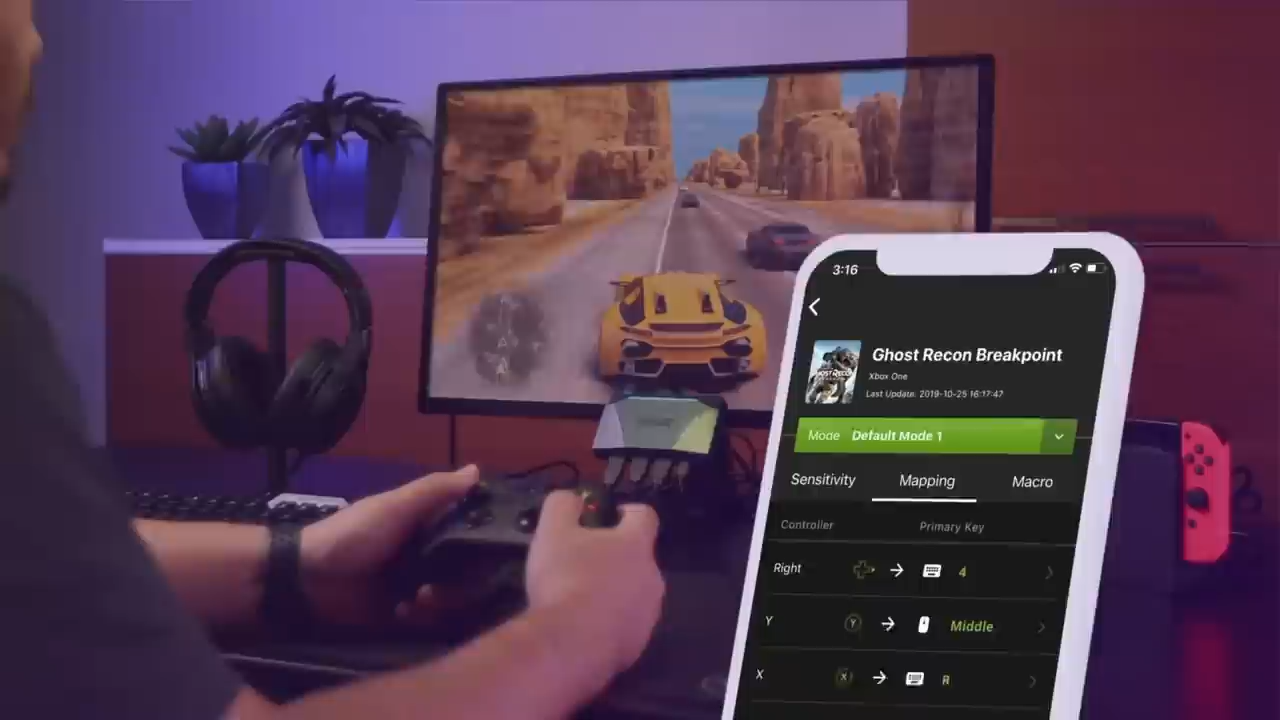 3:16
Ghost Recon Breakpoint
Xbox One
Last Update: 2019-10-25 16:17:47
Mode Default Mode 1
Sensitivity Mapping Macro
Controller Primary Key
Right 4
Y Y Middle
X X R